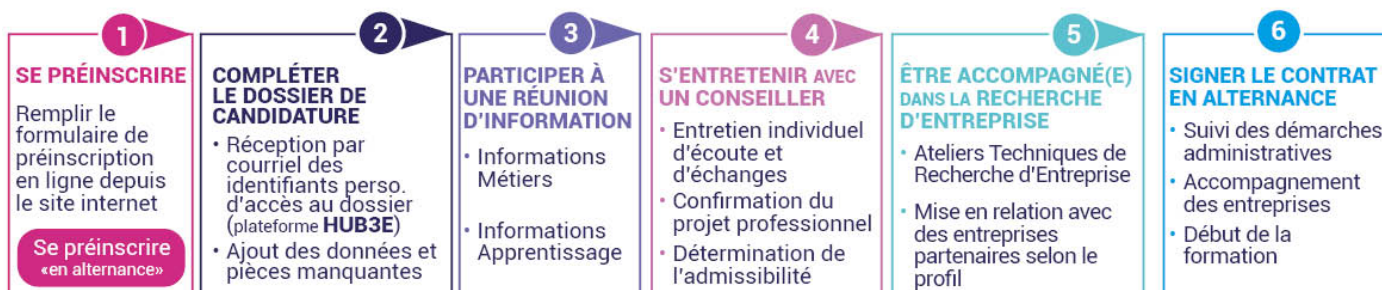 1
SE PRÉINSCRIRE
Remplir le
formulaire de
préinscription
en ligne depuis
le site internet
Se préinscrire
«en alternance»
2
COMPLÉTER
LE DOSSIER DE
CANDIDATURE
• Réception par
courriel des
identifiants perso.
d'accès au dossier
(plateforme HUB3E)
• Ajout des données et
pièces manquantes
3
PARTICIPER À
UNE RÉUNION
D'INFORMATION
• Informations
Métiers
• Informations
Apprentissage
4
S'ENTRETENIR AVEC
UN CONSEILLER
• Entretien individuel
d'écoute et
d'échanges
• Confirmation du
projet professionnel
• Détermination de
l'admissibilité
5
ÊTRE ACCOMPAGNÉ(E)
DANS LA RECHERCHE
D'ENTREPRISE
• Ateliers Techniques de
Recherche d'Entreprise
• Mise en relation avec
des entreprises
partenaires selon le
profil
6
SIGNER LE CONTRAT
EN ALTERNANCE
• Suivi des démarches
administratives
• Accompagnement
des entreprises
• Début de la
formation